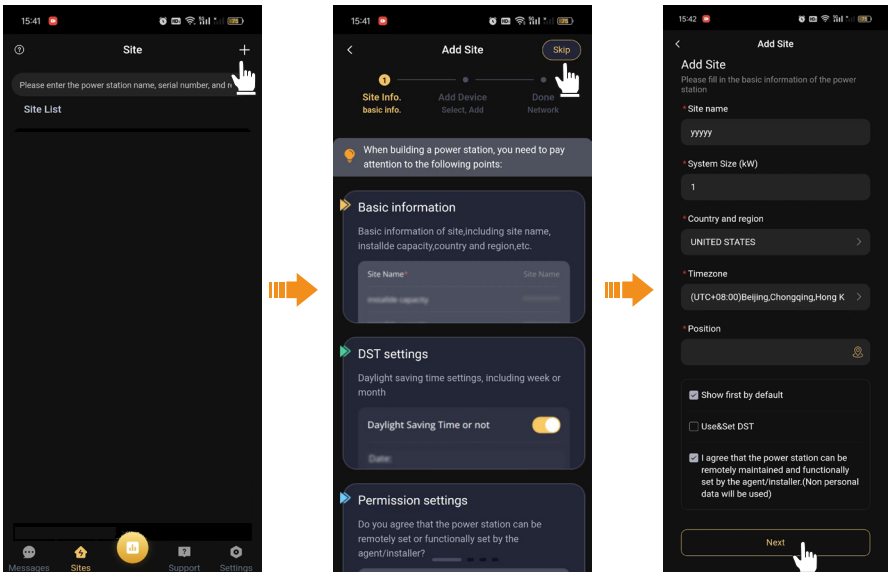 15:41
Site
Please enter the power station name, serial number, and
Site List
Messages
Sites
Support
Settings
15:41
Add Site
Skip
1
Site Info.
basic info.
Add Device
Select, Add
Done
Network
When building a power station, you need to pay
attention to the following points:
Basic information
Basic information of site,including site name,
installde capacity,country and region,etc.
Site Name*
Site Name
installde capacity
DST settings
Daylight saving time settings, including week or
month
Daylight Saving Time or not
Date:
Permission settings
Do you agree that the power station can be
remotely set or functionally set by the
agent/installer?
15:42
Add Site
Add Site
Please fill in the basic information of the power
station
* Site name
yyyyy
* System Size (kW)
1
* Country and region
UNITED STATES
* Timezone
(UTC+08:00)Beijing,Chongqing,Hong K
* Position
Show first by default
Use&Set DST
I agree that the power station can be
remotely maintained and functionally
set by the agent/installer.(Non personal
data will be used)
Next